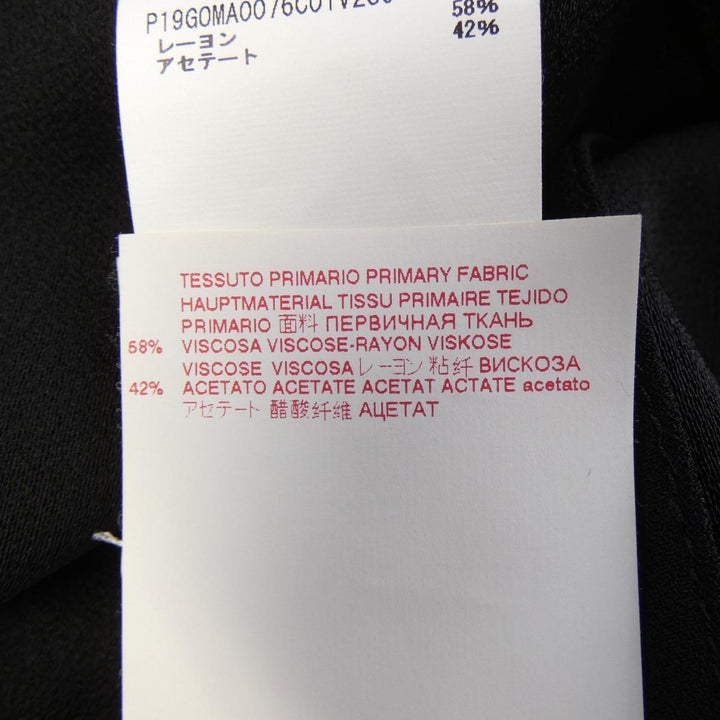 58%
レーヨン 42%
アセテート
TESSUTO PRIMARIO PRIMARY FABRIC
HAUPTMATERIAL TISSU PRIMAIRE TEJIDO
PRIMARIO 面料 ПЕРВИЧНАЯ ТКАНЬ
58% VISCOSA VISCOSE-RAYON VISKOSE
VISCOSE VISCOSA レーヨン 粘纤 ВИСКОЗА
42% ACETATO ACETATE ACETAT ACTATE acetato
アセテート 醋酸纤维 АЦЕТАТ